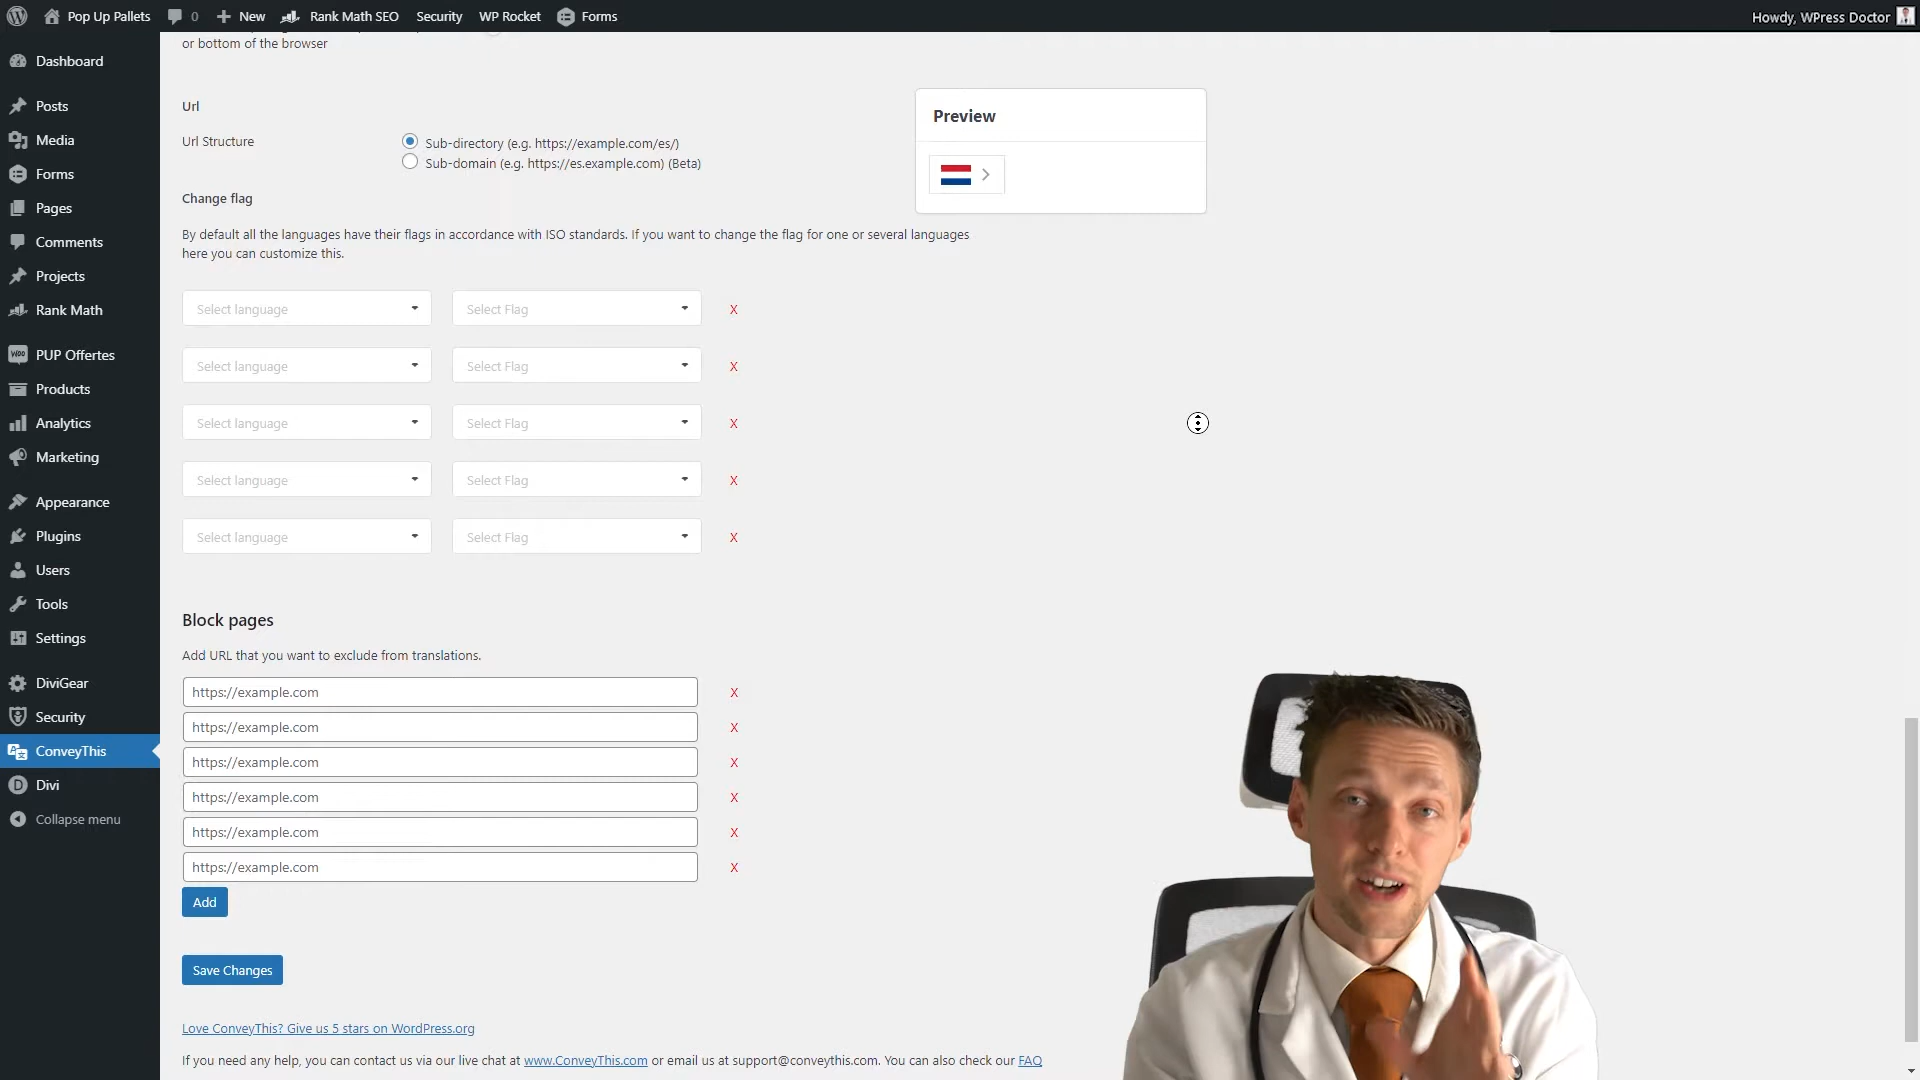 Pop Up Pallets
0
New
Rank Math SEO
Security
WP Rocket
Forms
Howdy, WPress Doctor
Dashboard
Posts
Media
Forms
Pages
Comments
Projects
Rank Math
PUP Offertes
Products
Analytics
Marketing
Appearance
Plugins
Users
Tools
Settings
DiviGear
Security
ConveyThis
Divi
Collapse menu
or bottom of the browser
Url
Url Structure
Sub-directory (e.g. https://example.com/es/)
Sub-domain (e.g. https://es.example.com) (Beta)
Preview
Change flag
By default all the languages have their flags in accordance with ISO standards. If you want to change the flag for one or several languages
here you can customize this.
Select language Select Flag X
Select language Select Flag X
Select language Select Flag X
Select language Select Flag X
Select language Select Flag X
Block pages
Add URL that you want to exclude from translations.
https://example.com X
https://example.com X
https://example.com X
https://example.com X
https://example.com X
https://example.com X
Add
Save Changes
Love ConveyThis? Give us 5 stars on WordPress.org
If you need any help, you can contact us via our live chat at www.ConveyThis.com or email us at support@conveythis.com. You can also check our FAQ